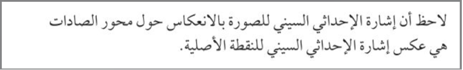 لاحظ أن إشارة الإحداثي السيني للصورة بالانعكاس حول محور الصادات
هي عكس إشارة الإحداثي السيني للنقطة الأصلية.